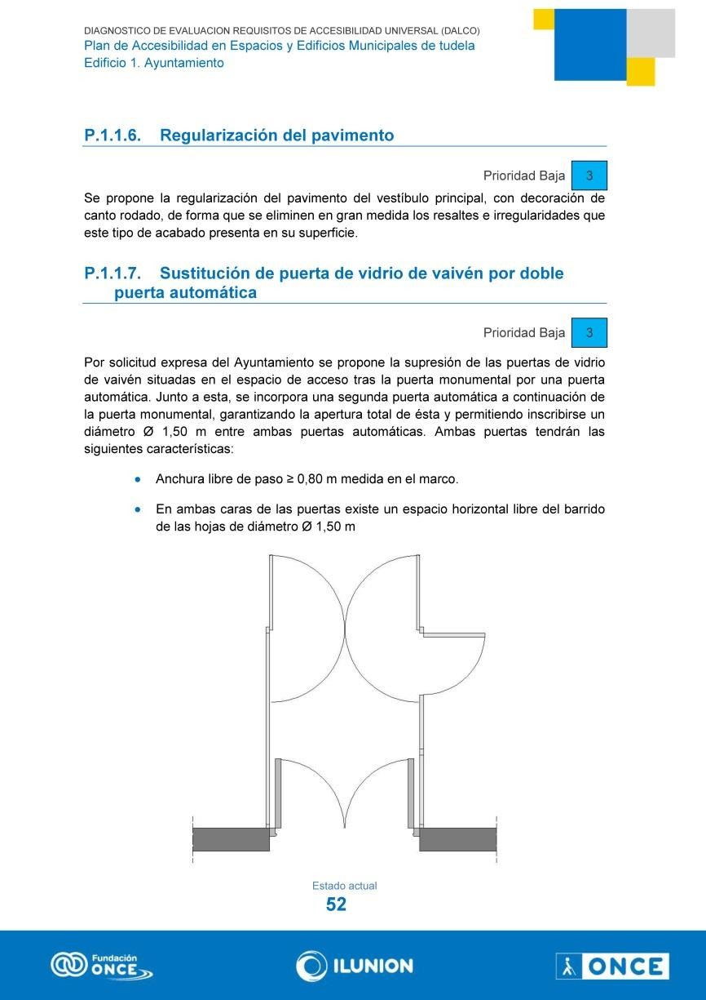 DIAGNOSTICO DE EVALUACION REQUISITOS DE ACCESIBILIDAD UNIVERSAL (DALCO)
Plan de Accesibilidad en Espacios y Edificios Municipales de tudela
Edificio 1. Ayuntamiento
P.1.1.6. Regularización del pavimento
Prioridad Baja 3
Se propone la regularización del pavimento del vestíbulo principal, con decoración de
canto rodado, de forma que se eliminen en gran medida los resaltes e irregularidades que
este tipo de acabado presenta en su superficie.
P.1.1.7. Sustitución de puerta de vidrio de vaivén por doble
puerta automática
Prioridad Baja 3
Por solicitud expresa del Ayuntamiento se propone la supresión de las puertas de vidrio
de vaivén situadas en el espacio de acceso tras la puerta monumental por una puerta
automática. Junto a esta, se incorpora una segunda puerta automática a continuación de
la puerta monumental, garantizando la apertura total de ésta y permitiendo inscribirse un
diámetro Ø 1,50 m entre ambas puertas automáticas. Ambas puertas tendrán las
siguientes características:
• Anchura libre de paso ≥ 0,80 m medida en el marco.
• En ambas caras de las puertas existe un espacio horizontal libre del barrido
de las hojas de diámetro Ø 1,50 m
Estado actual
52
Fundación
ONCE
ILUNION
ONCE